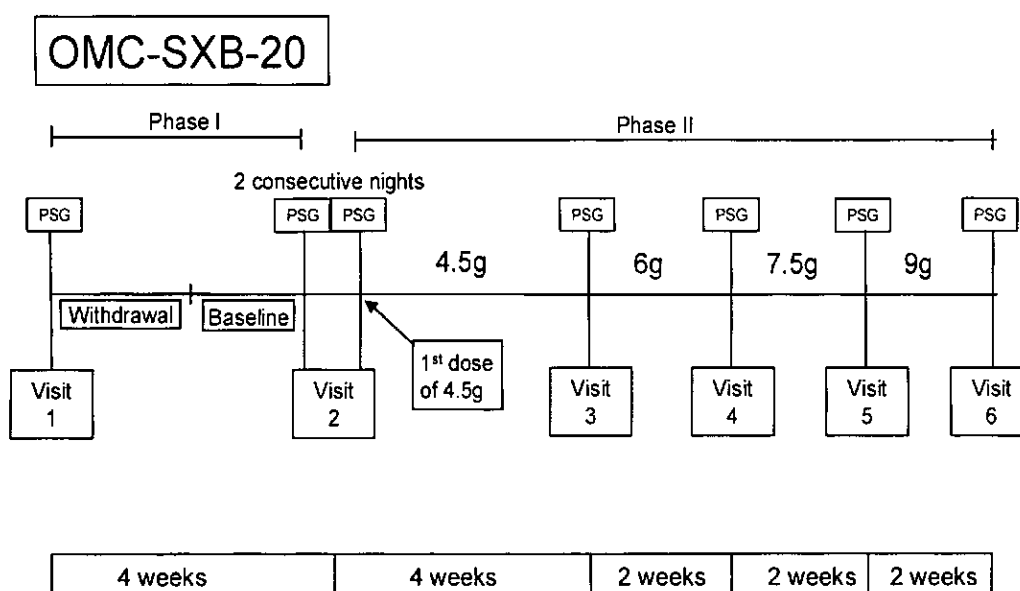 OMC-SXB-20
Phase I
Phase II
2 consecutive nights
PSG PSG PSG PSG PSG PSG PSG
4.5g 6g 7.5g 9g
Withdrawal Baseline
1st dose
of 4.5g
Visit
1
Visit
2
Visit
3
Visit
4
Visit
5
Visit
6
4 weeks 4 weeks 2 weeks 2 weeks 2 weeks